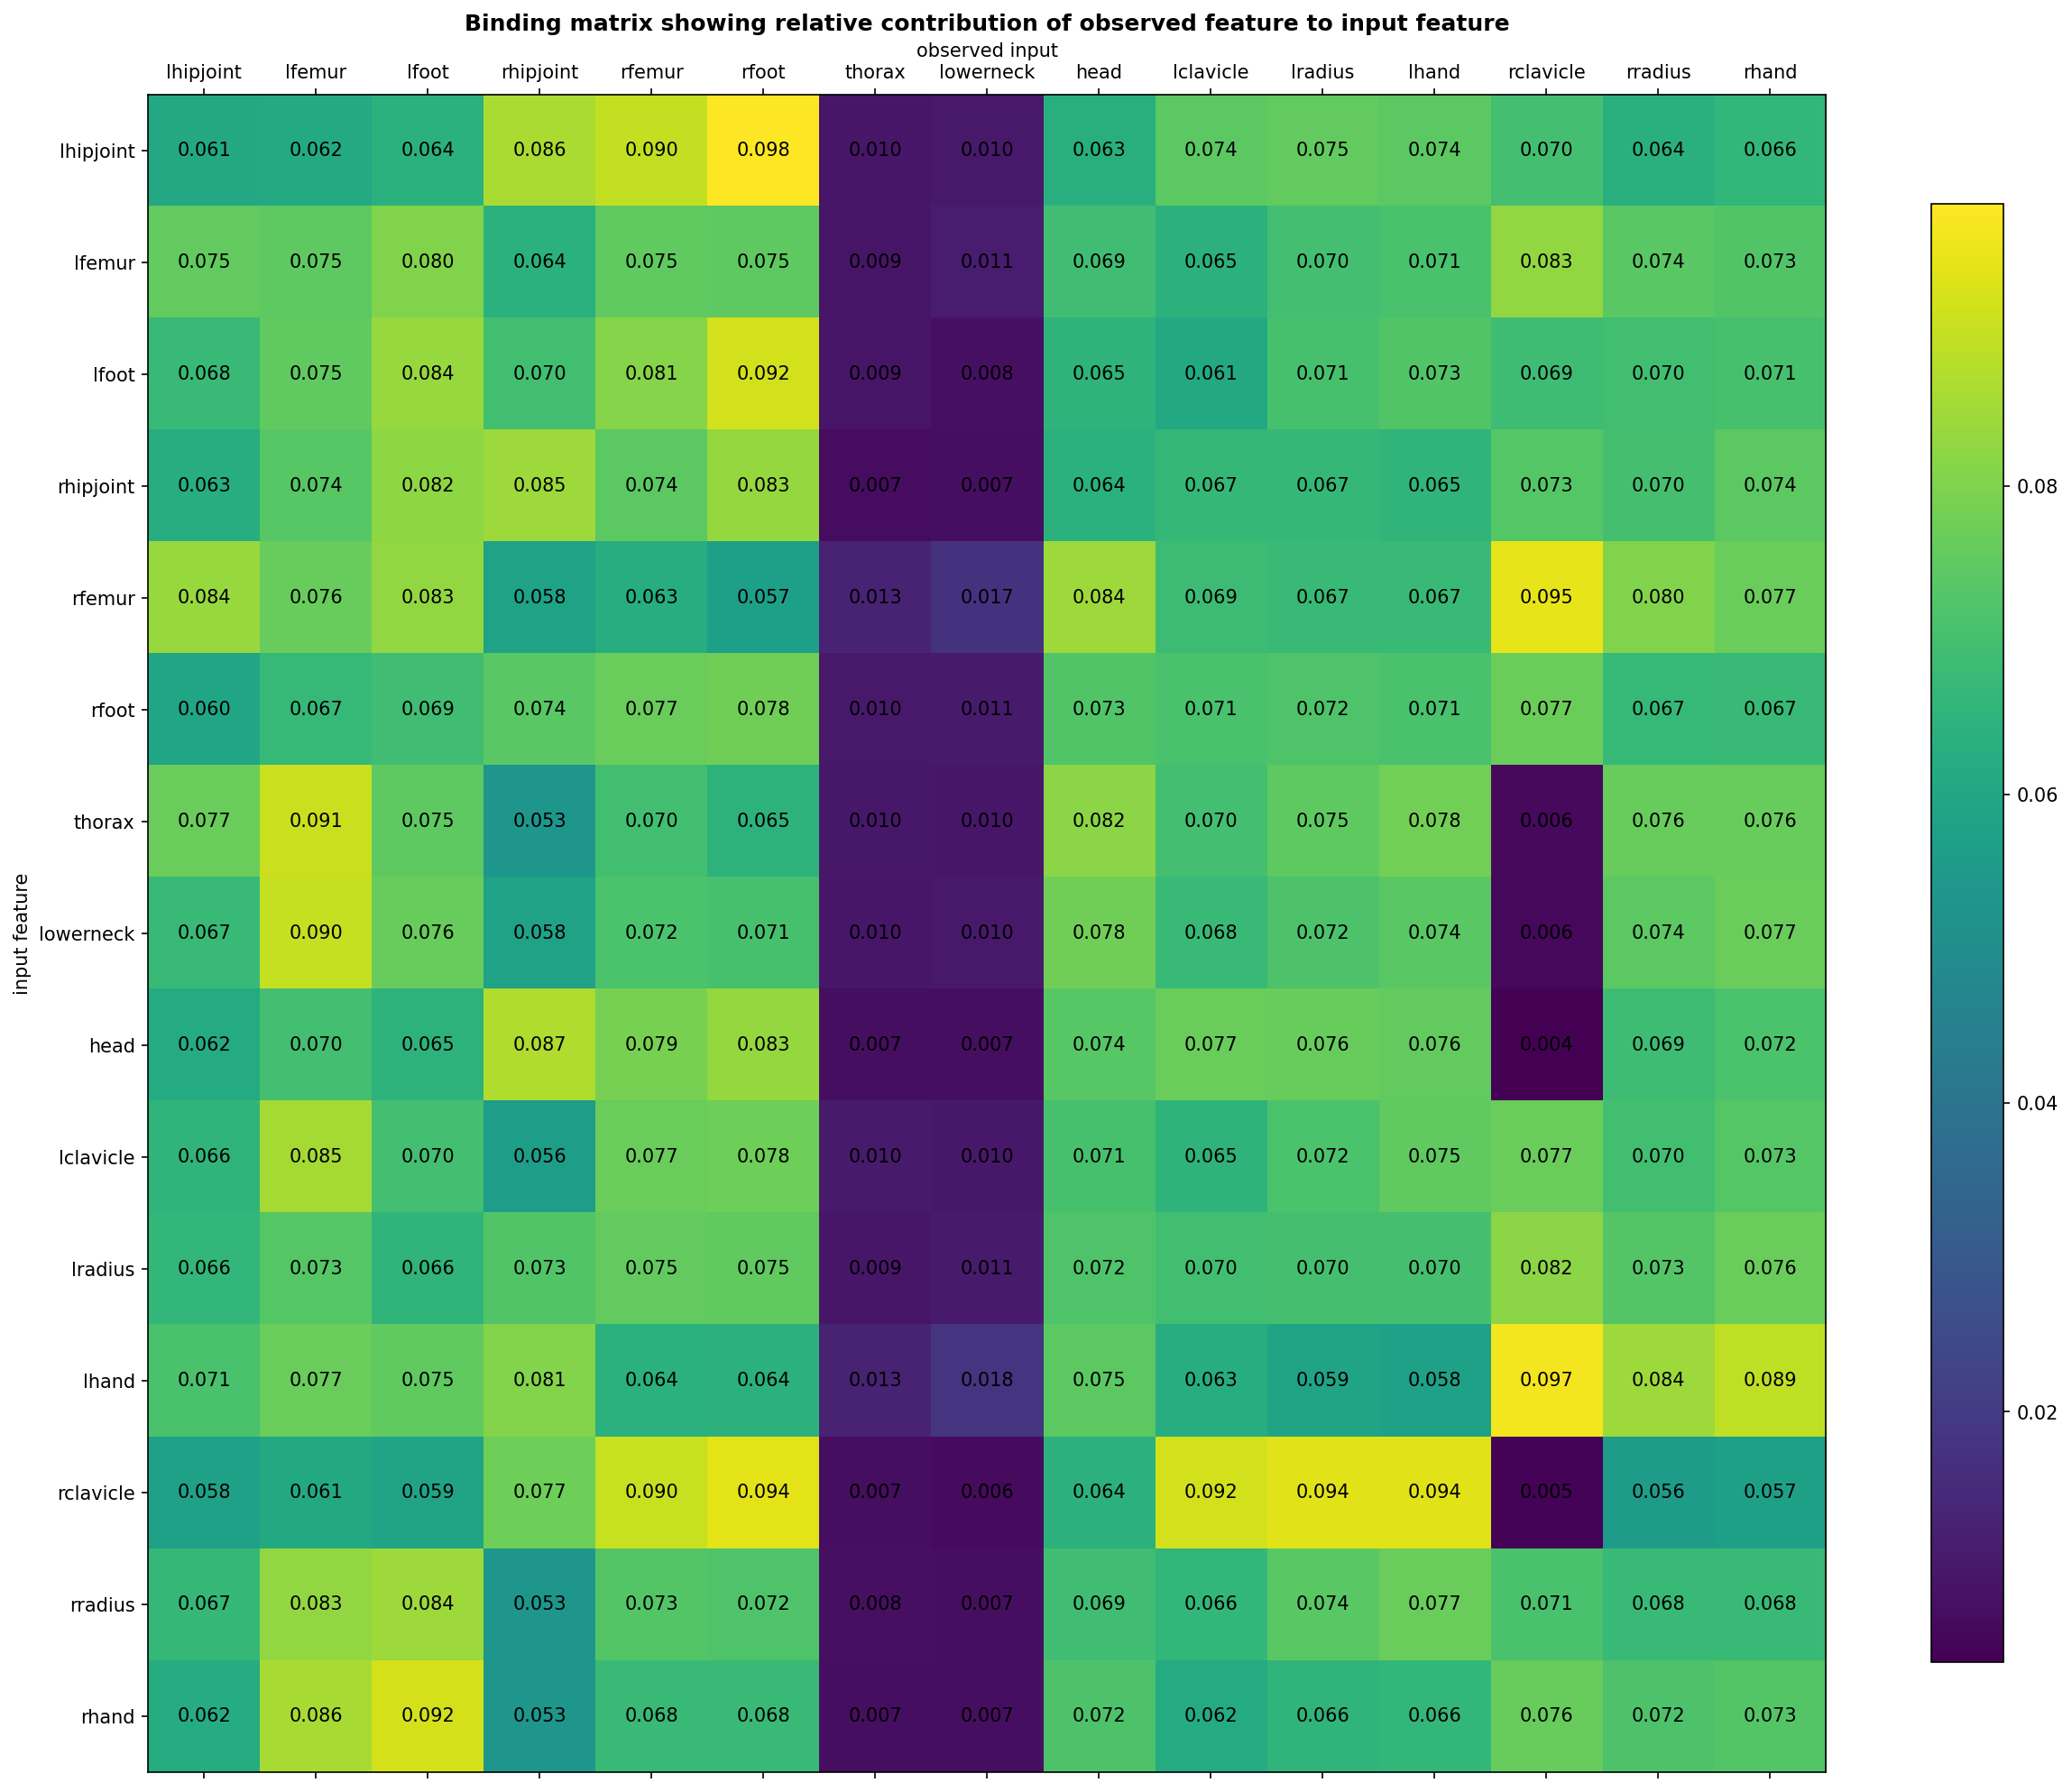 Binding matrix showing relative contribution of observed feature to input feature
observed input
lhipjoint lfemur lfoot rhipjoint rfemur rfoot thorax lowerneck head lclavicle lradius lhand rclavicle rradius rhand
lhipjoint 0.061 0.062 0.064 0.086 0.090 0.098 0.010 0.010 0.063 0.074 0.075 0.074 0.070 0.064 0.066
lfemur 0.075 0.075 0.080 0.064 0.075 0.075 0.009 0.011 0.069 0.065 0.070 0.071 0.083 0.074 0.073
lfoot 0.068 0.075 0.084 0.070 0.081 0.092 0.009 0.008 0.065 0.061 0.071 0.073 0.069 0.070 0.071
rhipjoint 0.063 0.074 0.082 0.085 0.074 0.083 0.007 0.007 0.064 0.067 0.067 0.065 0.073 0.070 0.074
0.08
rfemur 0.084 0.076 0.083 0.058 0.063 0.057 0.013 0.017 0.084 0.069 0.067 0.067 0.095 0.080 0.077
rfoot 0.060 0.067 0.069 0.074 0.077 0.078 0.010 0.011 0.073 0.071 0.072 0.071 0.077 0.067 0.067
0.06
thorax 0.077 0.091 0.075 0.053 0.070 0.065 0.010 0.010 0.082 0.070 0.075 0.078 0.006 0.076 0.076
input feature
lowerneck 0.067 0.090 0.076 0.058 0.072 0.071 0.010 0.010 0.078 0.068 0.072 0.074 0.006 0.074 0.077
head 0.062 0.070 0.065 0.087 0.079 0.083 0.007 0.007 0.074 0.077 0.076 0.076 0.004 0.069 0.072
0.04
lclavicle 0.066 0.085 0.070 0.056 0.077 0.078 0.010 0.010 0.071 0.065 0.072 0.075 0.077 0.070 0.073
lradius 0.066 0.073 0.066 0.073 0.075 0.075 0.009 0.011 0.072 0.070 0.070 0.070 0.082 0.073 0.076
lhand 0.071 0.077 0.075 0.081 0.064 0.064 0.013 0.018 0.075 0.063 0.059 0.058 0.097 0.084 0.089
0.02
rclavicle 0.058 0.061 0.059 0.077 0.090 0.094 0.007 0.006 0.064 0.092 0.094 0.094 0.005 0.056 0.057
rradius 0.067 0.083 0.084 0.053 0.073 0.072 0.008 0.007 0.069 0.066 0.074 0.077 0.071 0.068 0.068
rhand 0.062 0.086 0.092 0.053 0.068 0.068 0.007 0.007 0.072 0.062 0.066 0.066 0.076 0.072 0.073